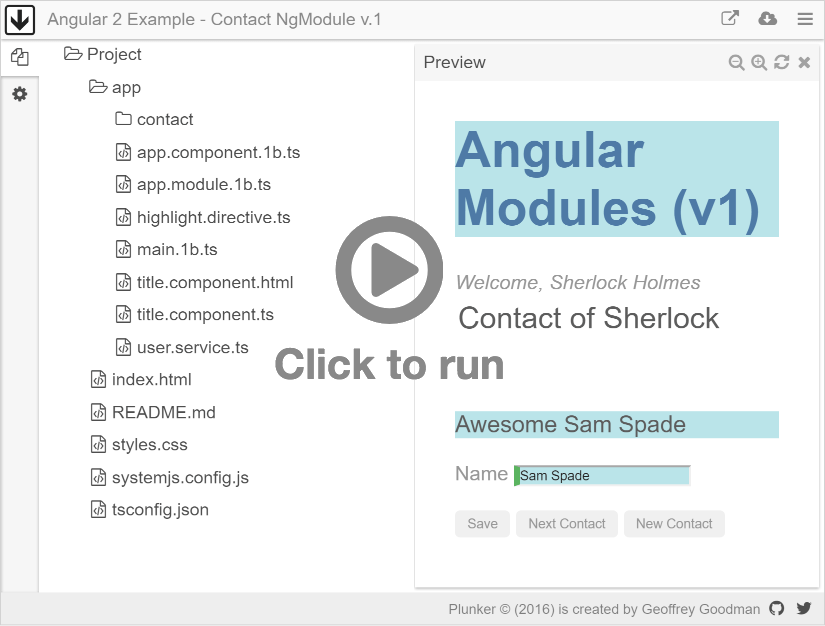 Angular 2 Example - Contact NgModule v.1
Project
app
contact
app.component.1b.ts
app.module.1b.ts
highlight.directive.ts
main.1b.ts
title.component.html
title.component.ts
user.service.ts
index.html
README.md
styles.css
systemjs.config.js
tsconfig.json
Preview
Angular
Modules (v1)
Welcome, Sherlock Holmes
Contact of Sherlock
Click to run
Awesome Sam Spade
Name Sam Spade
Save Next Contact New Contact
Plunker © (2016) is created by Geoffrey Goodman